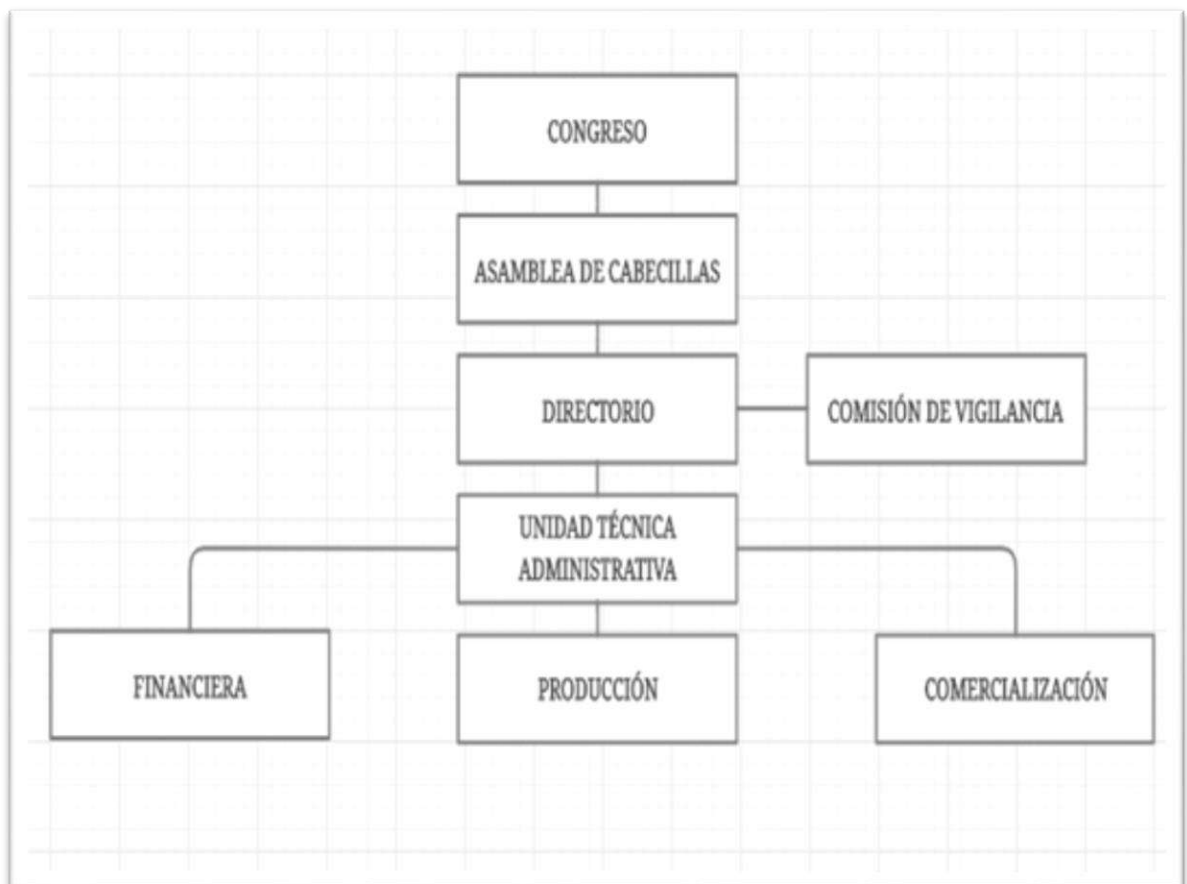 CONGRESO
ASAMBLEA DE CABECILLAS
DIRECTORIO
COMISIÓN DE VIGILANCIA
UNIDAD TÉCNICA
ADMINISTRATIVA
FINANCIERA
PRODUCCIÓN
COMERCIALIZACIÓN